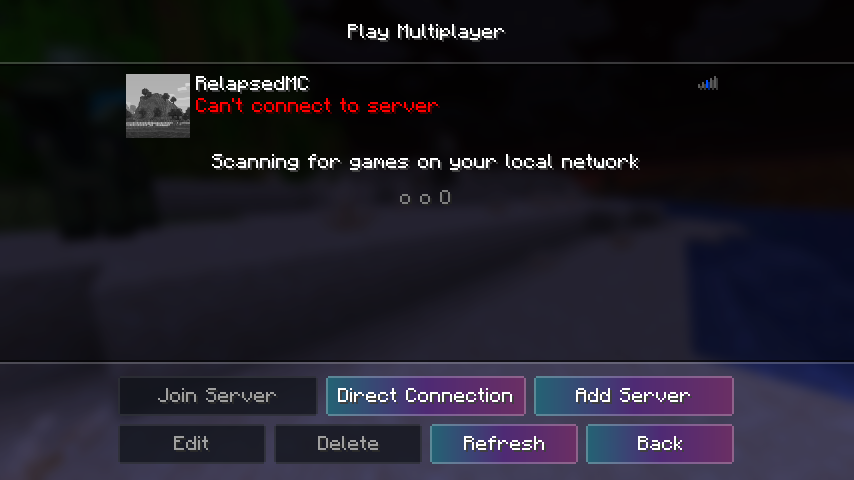 Play Multiplayer
RelapsedMC
Can't connect to server
Scanning for games on your local network
o o O
Join Server
Direct Connection
Add Server
Edit
Delete
Refresh
Back